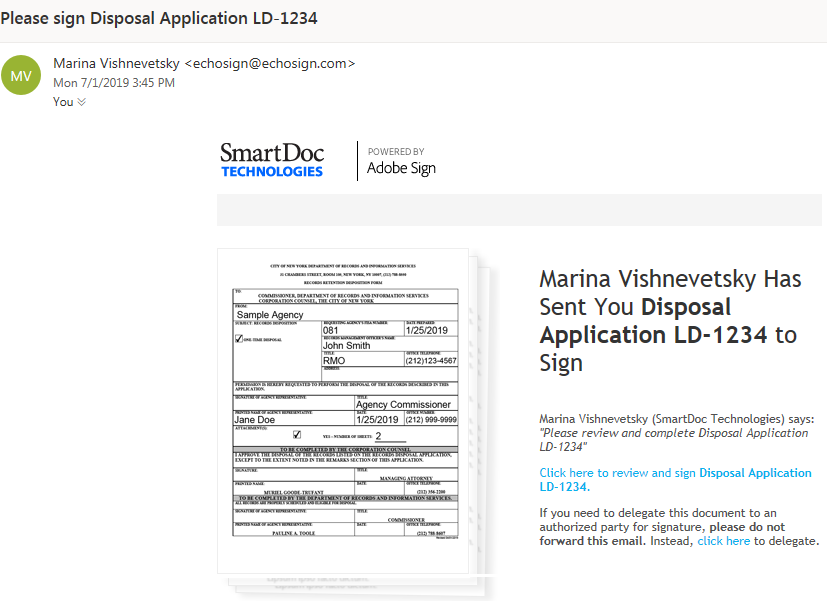 Please sign Disposal Application LD-1234
MV
Marina Vishnevetsky <echosign@echosign.com>
Mon 7/1/2019 3:45 PM
You
SmartDoc
TECHNOLOGIES
POWERED BY
Adobe Sign
CITY OF NEW YORK DEPARTMENT OF RECORDS AND INFORMATION SERVICES
31 CHAMBERS STREET, ROOM 100, NEW YORK, NY 10007, (212) 788-8600
RECORDS RETENTION DISPOSITION FORM
TO:
COMMISSIONER, DEPARTMENT OF RECORDS AND INFORMATION SERVICES
CORPORATION COUNSEL, THE CITY OF NEW YORK
FROM:
Sample Agency
SUBJECT: RECORDS DISPOSITION
REQUESTING AGENCY'S FISA NUMBER
DATE PREPARED
081
1/25/2019
ONE TIME DISPOSAL
RECORDS MANAGEMENT OFFICER'S NAME
John Smith
TITLE
OFFICE TELEPHONE
RMO
(212)123-4567
ADDRESS
PERMISSION IS HEREBY REQUESTED TO PERFORM THE DISPOSAL OF THE RECORDS DESCRIBED IN THIS
APPLICATION.
SIGNATURE OF AGENCY REPRESENTATIVE
TITLE
Agency Commissioner
PRINTED NAME OF AGENCY REPRESENTATIVE
DATE
OFFICE NUMBER
Jane Doe
1/25/2019
(212) 999-9999
ATTACHMENT(S)
YES - NUMBER OF SHEETS: 2
TO BE COMPLETED BY THE CORPORATION COUNSEL
I APPROVE THE DISPOSAL OF THE RECORDS LISTED ON THE RECORDS DISPOSAL APPLICATION,
EXCEPT TO THE EXTENT NOTED IN THE REMARKS SECTION OF THIS APPLICATION.
SIGNATURE
TITLE
MANAGING ATTORNEY
PRINTED NAME
DATE
OFFICE TELEPHONE
MURIEL GOODE-TRUFANT
(212) 356-2200
TO BE COMPLETED BY THE DEPARTMENT OF RECORDS AND INFORMATION SERVICES.
ALL RECORDS ARE PROPERLY SCHEDULED AND ELIGIBLE FOR DISPOSAL
SIGNATURE OF AGENCY REPRESENTATIVE
TITLE
COMMISSIONER
PRINTED NAME OF AGENCY REPRESENTATIVE
DATE
OFFICE TELEPHONE
PAULINE A. TOOLE
(212) 788-8607
Marina Vishnevetsky Has
Sent You Disposal
Application LD-1234 to
Sign
Marina Vishnevetsky (SmartDoc Technologies) says:
"Please review and complete Disposal Application
LD-1234"
Click here to review and sign Disposal Application
LD-1234.
If you need to delegate this document to an
authorized party for signature, please do not
forward this email. Instead, click here to delegate.